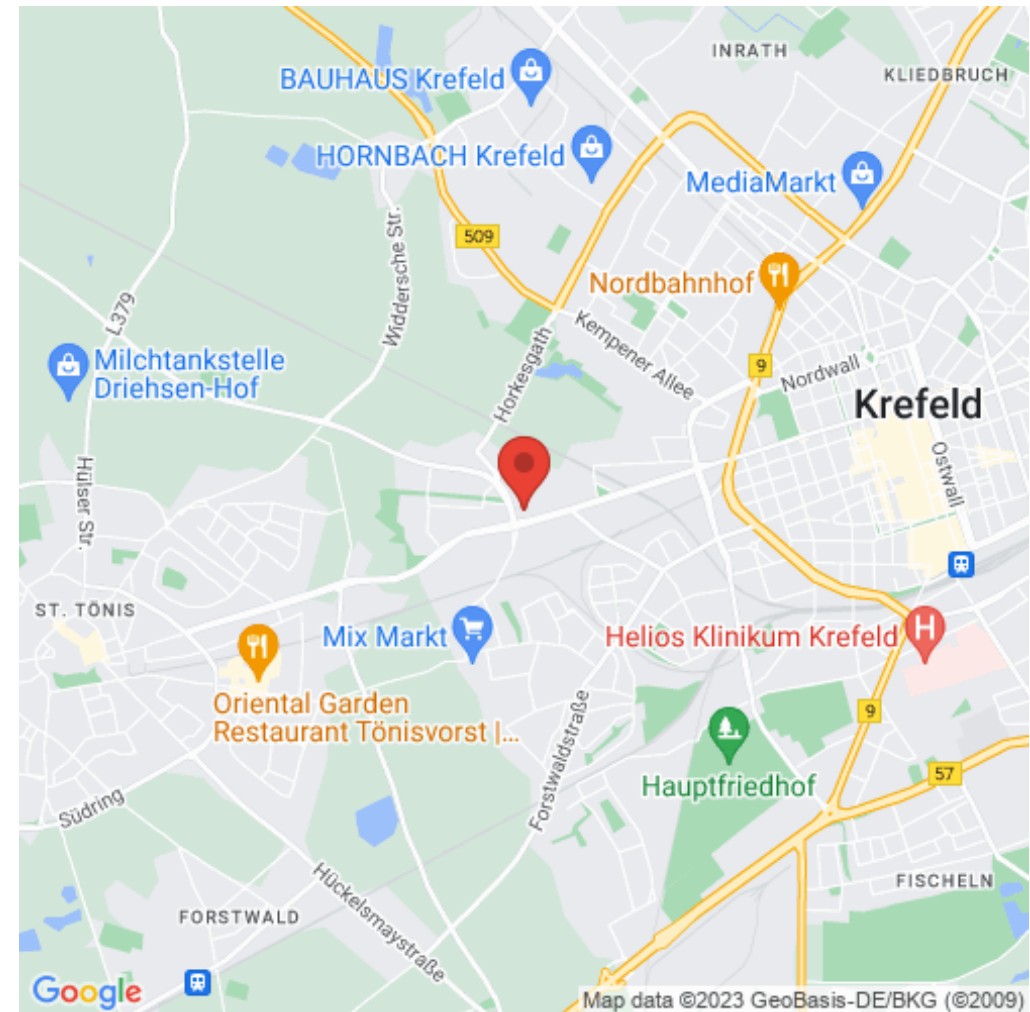 INRATH
KLIEDBRUCH
BAUHAUS Krefeld
HORNBACH Krefeld
MediaMarkt
509
Widdersche Str.
Nordbahnhof
L379
Kempener Allee
Horkesgath
Milchtankstelle
Driehsen-Hof
9
Nordwall
Krefeld
Ostwall
Hülser Str.
ST. TÖNIS
Mix Markt
Helios Klinikum Krefeld
H
Oriental Garden
Restaurant Tönisvorst |...
9
Forstwaldstraße
57
Hauptfriedhof
Südring
Hückelsmaystraße
FISCHELN
FORSTWALD
Google
Map data ©2023 GeoBasis-DE/BKG (©2009)